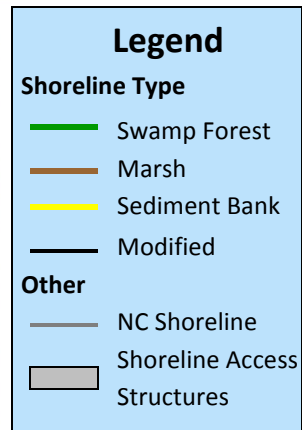 Legend
Shoreline Type
Swamp Forest
Marsh
Sediment Bank
Modified
Other
NC Shoreline
Shoreline Access
Structures